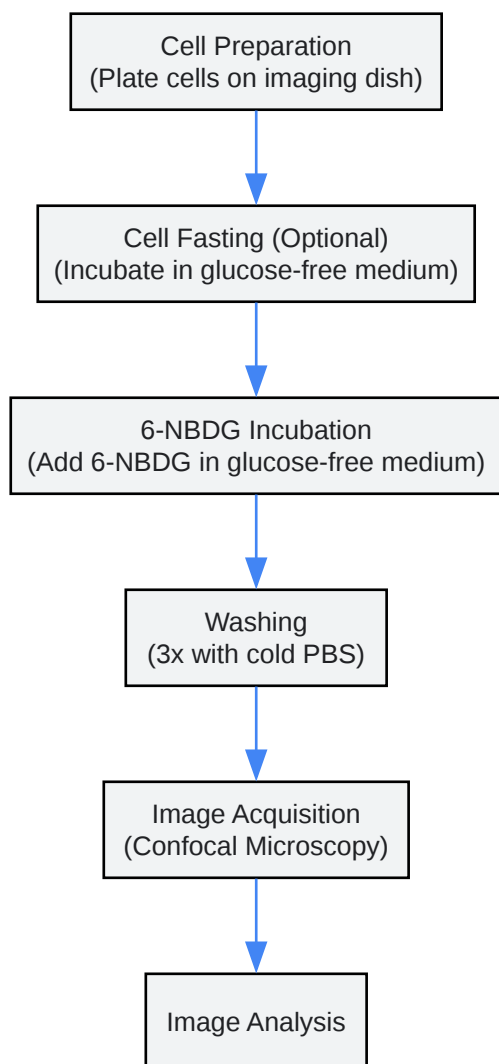 Cell Preparation
(Plate cells on imaging dish)
Cell Fasting (Optional)
(Incubate in glucose-free medium)
6-NBDG Incubation
(Add 6-NBDG in glucose-free medium)
Washing
(3x with cold PBS)
Image Acquisition
(Confocal Microscopy)
Image Analysis